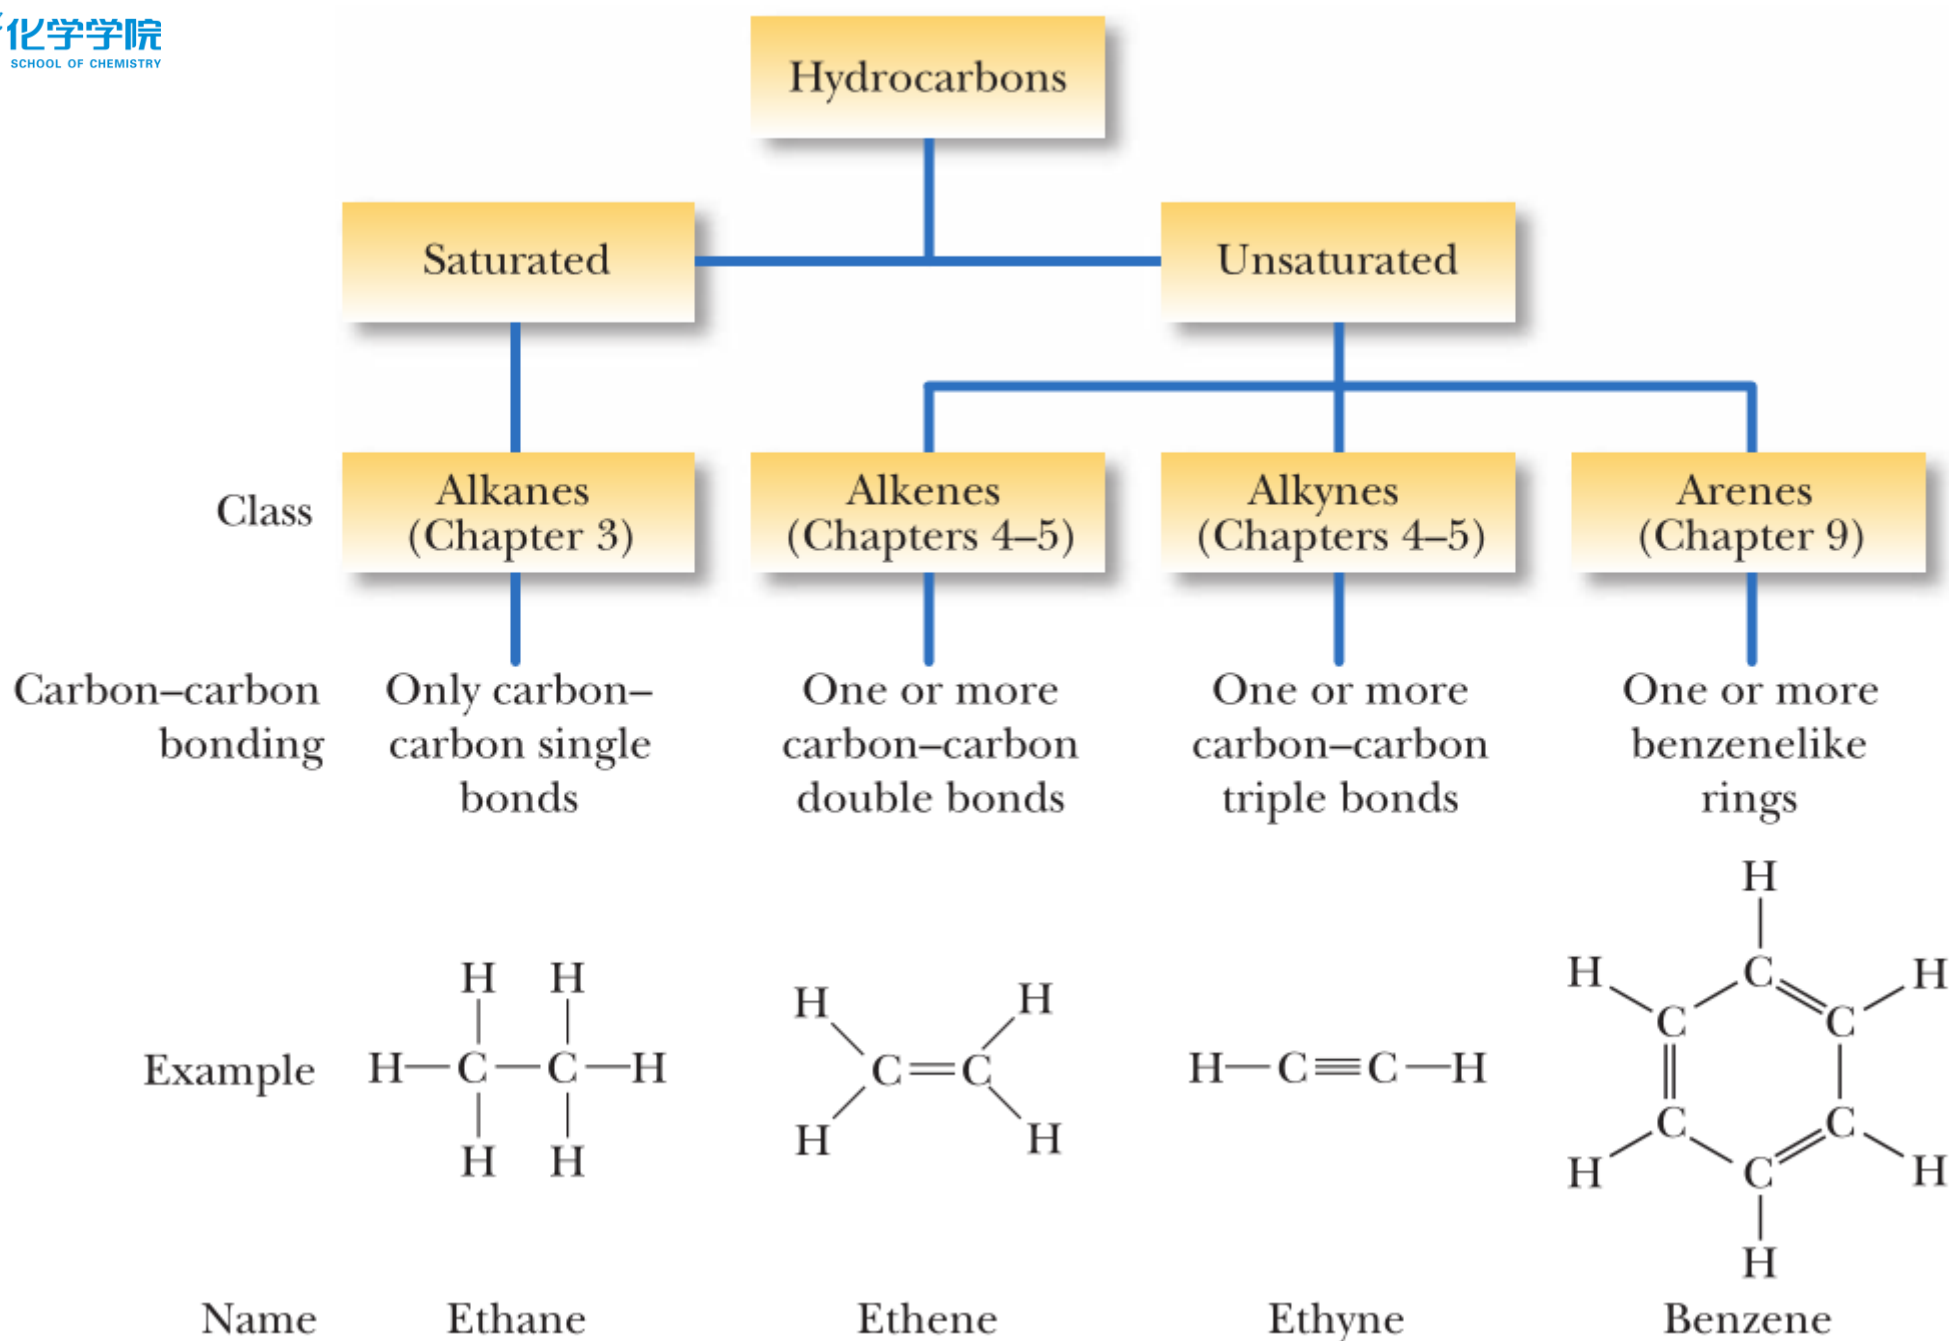 化学学院
SCHOOL OF CHEMISTRY
Hydrocarbons
Saturated
Unsaturated
Class
Alkanes
(Chapter 3)
Alkenes
(Chapters 4–5)
Alkynes
(Chapters 4–5)
Arenes
(Chapter 9)
Carbon–carbon
bonding
Only carbon–
carbon single
bonds
One or more
carbon–carbon
double bonds
One or more
carbon–carbon
triple bonds
One or more
benzenelike
rings
Example
H H
H—C—C—H
H H
H H
C=C
H H
H—C≡C—H
H
H C H
C C
C C
H C H
H
Name
Ethane
Ethene
Ethyne
Benzene